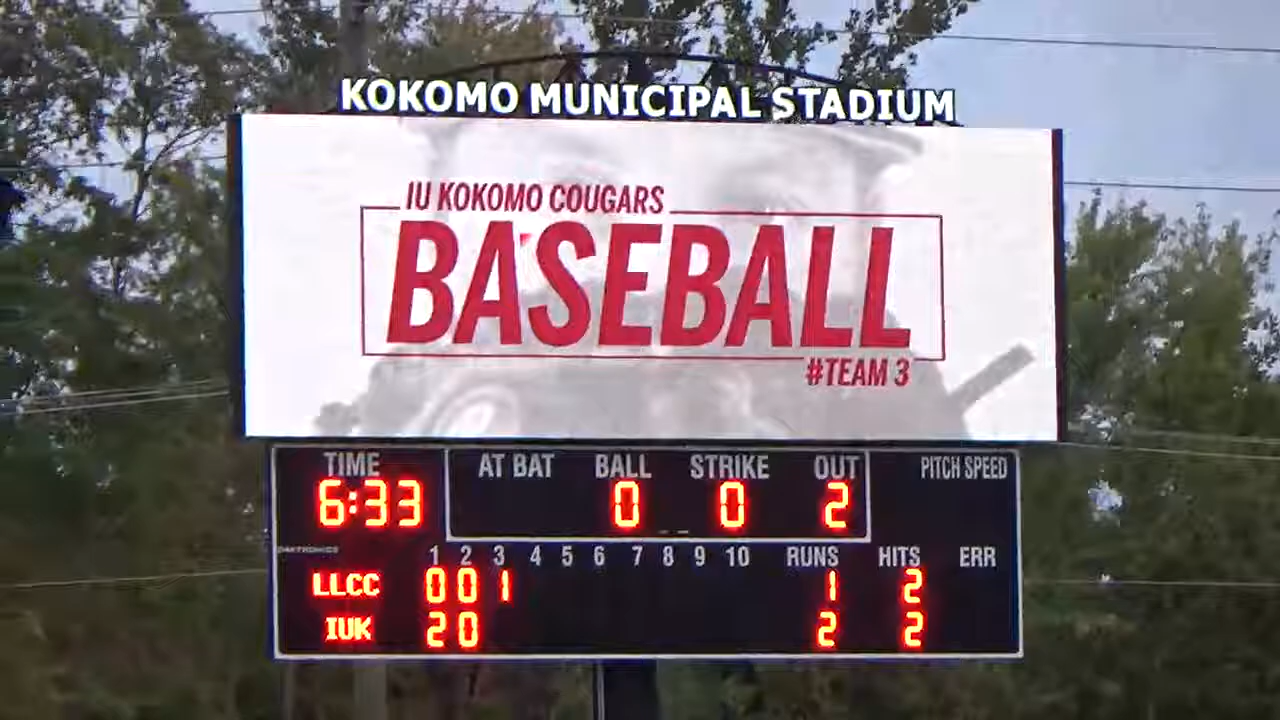 KOKOMO MUNICIPAL STADIUM
IU KOKOMO COUGARS
BASEBALL
#TEAM 3
TIME AT BAT BALL STRIKE OUT PITCH SPEED
6:33 0 0 2
DAKTRONICS 1 2 3 4 5 6 7 8 9 10 RUNS HITS ERR
LLCC 0 0 1 1 2
IUK 2 0 2 2